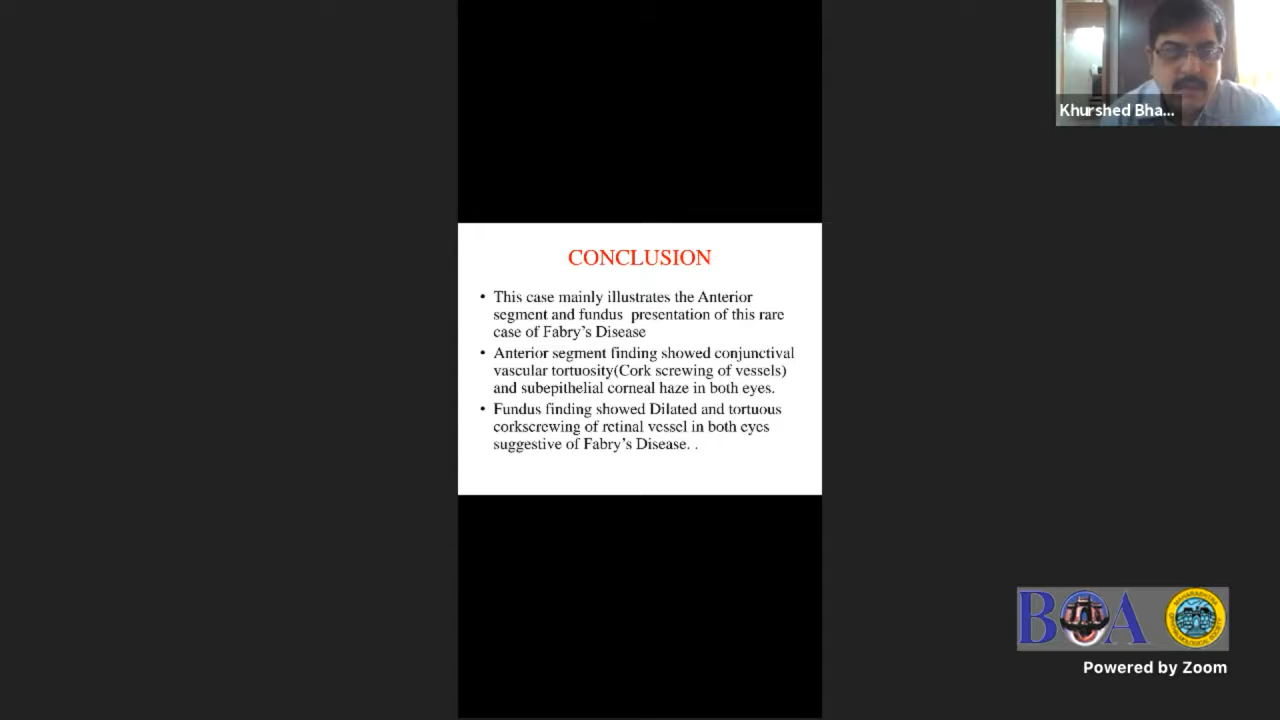 Khurshed Bha...
CONCLUSION
• This case mainly illustrates the Anterior
segment and fundus presentation of this rare
case of Fabry's Disease
• Anterior segment finding showed conjunctival
vascular tortuosity(Cork screwing of vessels)
and subepithelial corneal haze in both eyes.
• Fundus finding showed Dilated and tortuous
corkscrewing of retinal vessel in both eyes
suggestive of Fabry's Disease. .
BOA
MAHARASHTRA
OPHTHALMOLOGICAL SOCIETY
Powered by Zoom